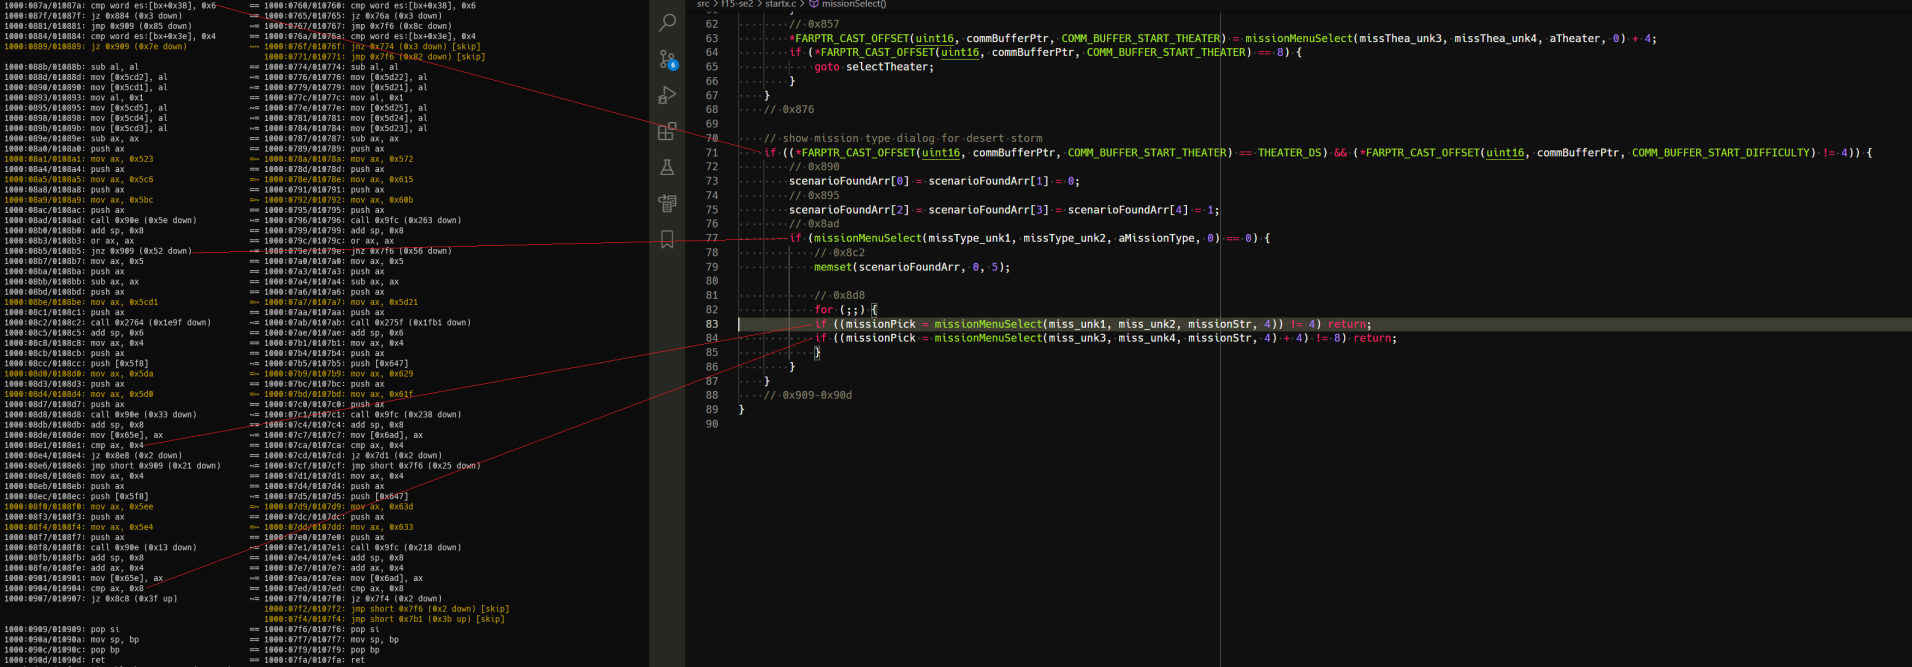 1000:087a/01087a: cmp word es:[bx+0x38], 0x6 == 1000:0760/010760: cmp word es:[bx+0x38], 0x6
1000:087f/01087f: jz 0x884 (0x3 down) == 1000:0765/010765: jz 0x76a (0x3 down)
1000:0881/010881: jmp 0x909 (0x85 down) ~= 1000:0767/010767: jmp 0x7f6 (0x8c down)
1000:0884/010884: cmp word es:[bx+0x3e], 0x4 == 1000:076a/01076a: cmp word es:[bx+0x3e], 0x4
1000:0889/010889: jz 0x909 (0x7e down) ~~ 1000:076f/01076f: jnz 0x774 (0x3 down) [skip]
1000:0771/010771: jmp 0x7f6 (0x82 down) [skip]
1000:088b/01088b: sub al, al == 1000:0774/010774: sub al, al
1000:088d/01088d: mov [0x5cd2], al ~= 1000:0776/010776: mov [0x5d22], al
1000:0890/010890: mov [0x5cd1], al ~= 1000:0779/010779: mov [0x5d21], al
1000:0893/010893: mov al, 0x1 == 1000:077c/01077c: mov al, 0x1
1000:0895/010895: mov [0x5cd5], al ~= 1000:077e/01077e: mov [0x5d25], al
1000:0898/010898: mov [0x5cd4], al ~= 1000:0781/010781: mov [0x5d24], al
1000:089b/01089b: mov [0x5cd3], al ~= 1000:0784/010784: mov [0x5d23], al
1000:089e/01089e: sub ax, ax == 1000:0787/010787: sub ax, ax
1000:08a0/0108a0: push ax == 1000:0789/010789: push ax
1000:08a1/0108a1: mov ax, 0x523 =~ 1000:078a/01078a: mov ax, 0x572
1000:08a4/0108a4: push ax == 1000:078d/01078d: push ax
1000:08a5/0108a5: mov ax, 0x5c6 =~ 1000:078e/01078e: mov ax, 0x615
1000:08a8/0108a8: push ax == 1000:0791/010791: push ax
1000:08a9/0108a9: mov ax, 0x5bc =~ 1000:0792/010792: mov ax, 0x60b
1000:08ac/0108ac: push ax == 1000:0795/010795: push ax
1000:08ad/0108ad: call 0x90e (0x5e down) ~= 1000:0796/010796: call 0x9fc (0x263 down)
1000:08b0/0108b0: add sp, 0x8 == 1000:0799/010799: add sp, 0x8
1000:08b3/0108b3: or ax, ax == 1000:079c/01079c: or ax, ax
1000:08b5/0108b5: jnz 0x909 (0x52 down) ~= 1000:079e/01079e: jnz 0x7f6 (0x56 down)
1000:08b7/0108b7: mov ax, 0x5 == 1000:07a0/0107a0: mov ax, 0x5
1000:08ba/0108ba: push ax == 1000:07a3/0107a3: push ax
1000:08bb/0108bb: sub ax, ax == 1000:07a4/0107a4: sub ax, ax
1000:08bd/0108bd: push ax == 1000:07a6/0107a6: push ax
1000:08be/0108be: mov ax, 0x5cd1 =~ 1000:07a7/0107a7: mov ax, 0x5d21
1000:08c1/0108c1: push ax == 1000:07aa/0107aa: push ax
1000:08c2/0108c2: call 0x2764 (0x1e9f down) ~= 1000:07ab/0107ab: call 0x275f (0x1fb1 down)
1000:08c5/0108c5: add sp, 0x6 == 1000:07ae/0107ae: add sp, 0x6
1000:08c8/0108c8: mov ax, 0x4 == 1000:07b1/0107b1: mov ax, 0x4
1000:08cb/0108cb: push ax == 1000:07b4/0107b4: push ax
1000:08cc/0108cc: push [0x5f8] ~= 1000:07b5/0107b5: push [0x647]
1000:08d0/0108d0: mov ax, 0x5da =~ 1000:07b9/0107b9: mov ax, 0x629
1000:08d3/0108d3: push ax == 1000:07bc/0107bc: push ax
1000:08d4/0108d4: mov ax, 0x5d0 =~ 1000:07bd/0107bd: mov ax, 0x61f
1000:08d7/0108d7: push ax == 1000:07c0/0107c0: push ax
1000:08d8/0108d8: call 0x90e (0x33 down) ~= 1000:07c1/0107c1: call 0x9fc (0x238 down)
1000:08db/0108db: add sp, 0x8 == 1000:07c4/0107c4: add sp, 0x8
1000:08de/0108de: mov [0x65e], ax ~= 1000:07c7/0107c7: mov [0x6ad], ax
1000:08e1/0108e1: cmp ax, 0x4 == 1000:07ca/0107ca: cmp ax, 0x4
1000:08e4/0108e4: jz 0x8e8 (0x2 down) ~= 1000:07cd/0107cd: jz 0x7d1 (0x2 down)
1000:08e6/0108e6: jmp short 0x909 (0x21 down) ~= 1000:07cf/0107cf: jmp short 0x7f6 (0x25 down)
1000:08e8/0108e8: mov ax, 0x4 == 1000:07d1/0107d1: mov ax, 0x4
1000:08eb/0108eb: push ax == 1000:07d4/0107d4: push ax
1000:08ec/0108ec: push [0x5f8] ~= 1000:07d5/0107d5: push [0x647]
1000:08f0/0108f0: mov ax, 0x5ee =~ 1000:07d9/0107d9: mov ax, 0x63d
1000:08f3/0108f3: push ax == 1000:07dc/0107dc: push ax
1000:08f4/0108f4: mov ax, 0x5e4 =~ 1000:07dd/0107dd: mov ax, 0x633
1000:08f7/0108f7: push ax == 1000:07e0/0107e0: push ax
1000:08f8/0108f8: call 0x90e (0x13 down) ~= 1000:07e1/0107e1: call 0x9fc (0x218 down)
1000:08fb/0108fb: add sp, 0x8 == 1000:07e4/0107e4: add sp, 0x8
1000:08fe/0108fe: add ax, 0x4 == 1000:07e7/0107e7: add ax, 0x4
1000:0901/010901: mov [0x65e], ax ~= 1000:07ea/0107ea: mov [0x6ad], ax
1000:0904/010904: cmp ax, 0x8 == 1000:07ed/0107ed: cmp ax, 0x8
1000:0907/010907: jz 0x8c8 (0x3f up) ~= 1000:07f0/0107f0: jz 0x7f4 (0x2 down)
1000:07f2/0107f2: jmp short 0x7f6 (0x2 down) [skip]
1000:07f4/0107f4: jmp short 0x7b1 (0x3b up) [skip]
1000:0909/010909: pop si == 1000:07f6/0107f6: pop si
1000:090a/01090a: mov sp, bp == 1000:07f7/0107f7: mov sp, bp
1000:090c/01090c: pop bp == 1000:07f9/0107f9: pop bp
1000:090d/01090d: ret == 1000:07fa/0107fa: ret
6
src > f15-se2 > startx.c > missionSelect()
62 // 0x857
63 *FARPTR_CAST_OFFSET(uint16, commBufferPtr, COMM_BUFFER_START_THEATER) = missionMenuSelect(missThea_unk3, missThea_unk4, aTheater, 0) + 4;
64 if (*FARPTR_CAST_OFFSET(uint16, commBufferPtr, COMM_BUFFER_START_THEATER) == 8) {
65 goto selectTheater;
66 }
67 }
68 // 0x876
69
70 // show mission type dialog for desert storm
71 if ((*FARPTR_CAST_OFFSET(uint16, commBufferPtr, COMM_BUFFER_START_THEATER) == THEATER_DS) && (*FARPTR_CAST_OFFSET(uint16, commBufferPtr, COMM_BUFFER_START_DIFFICULTY) != 4)) {
72 // 0x890
73 scenarioFoundArr[0] = scenarioFoundArr[1] = 0;
74 // 0x895
75 scenarioFoundArr[2] = scenarioFoundArr[3] = scenarioFoundArr[4] = 1;
76 // 0x8ad
77 if (missionMenuSelect(missType_unk1, missType_unk2, aMissionType, 0) == 0) {
78 // 0x8c2
79 memset(scenarioFoundArr, 0, 5);
80
81 // 0x8d8
82 for (;;) {
83 if ((missionPick = missionMenuSelect(miss_unk1, miss_unk2, missionStr, 4)) != 4) return;
84 if ((missionPick = missionMenuSelect(miss_unk3, miss_unk4, missionStr, 4) + 4) != 8) return;
85 }
86 }
87 }
88 // 0x909-0x90d
89 }
90